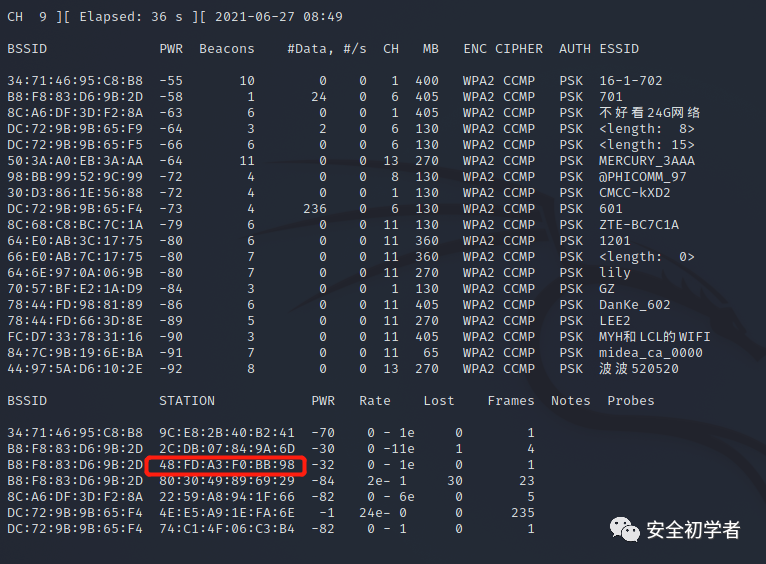 CH 9 ][ Elapsed: 36 s ][ 2021-06-27 08:49
BSSID PWR Beacons #Data, #/s CH MB ENC CIPHER AUTH ESSID
34:71:46:95:C8:B8 -55 10 0 0 1 400 WPA2 CCMP PSK 16-1-702
B8:F8:83:D6:9B:2D -58 1 24 0 6 405 WPA2 CCMP PSK 701
8C:A6:DF:3D:F2:8A -63 6 0 0 1 405 WPA2 CCMP PSK 不好看24G网络
DC:72:9B:9B:65:F9 -64 3 2 0 6 130 WPA2 CCMP PSK <length: 8>
DC:72:9B:9B:65:F5 -66 6 0 0 6 130 WPA2 CCMP PSK <length: 15>
50:3A:A0:EB:3A:AA -64 11 0 0 13 270 WPA2 CCMP PSK MERCURY_3AAA
98:BB:99:52:9C:99 -72 4 0 0 8 130 WPA2 CCMP PSK @PHICOMM_97
30:D3:86:1E:56:88 -72 4 0 0 1 130 WPA2 CCMP PSK CMCC-kXD2
DC:72:9B:9B:65:F4 -73 4 236 0 6 130 WPA2 CCMP PSK 601
8C:68:C8:BC:7C:1A -79 6 0 0 11 130 WPA2 CCMP PSK ZTE-BC7C1A
64:E0:AB:3C:17:75 -80 6 0 0 11 360 WPA2 CCMP PSK 1201
66:E0:AB:7C:17:75 -80 7 0 0 11 360 WPA2 CCMP PSK <length: 0>
64:6E:97:0A:06:9B -80 7 0 0 11 270 WPA2 CCMP PSK lily
70:57:BF:E2:1A:D9 -84 3 0 0 1 130 WPA2 CCMP PSK GZ
78:44:FD:98:81:89 -86 6 0 0 11 405 WPA2 CCMP PSK DanKe_602
78:44:FD:66:3D:8E -89 5 0 0 11 270 WPA2 CCMP PSK LEE2
FC:D7:33:78:31:16 -90 3 0 0 11 405 WPA2 CCMP PSK MYH和LCL的WIFI
84:7C:9B:19:6E:BA -91 7 0 0 11 65 WPA2 CCMP PSK midea_ca_0000
44:97:5A:D6:10:2E -92 8 0 0 13 270 WPA2 CCMP PSK 波波520520
BSSID STATION PWR Rate Lost Frames Notes Probes
34:71:46:95:C8:B8 9C:E8:2B:40:B2:41 -70 0 - 1e 0 1
B8:F8:83:D6:9B:2D 2C:DB:07:84:9A:6D -30 0 -11e 1 4
B8:F8:83:D6:9B:2D 48:FD:A3:F0:BB:98 -32 0 - 1e 0 1
B8:F8:83:D6:9B:2D 80:30:49:89:69:29 -84 2e- 1 30 23
8C:A6:DF:3D:F2:8A 22:59:A8:94:1F:66 -82 0 - 6e 0 5
DC:72:9B:9B:65:F4 4E:E5:A9:1E:FA:6E -1 24e- 0 0 235
DC:72:9B:9B:65:F4 74:C1:4F:06:C3:B4 -82 0 - 1 0 1
安全初学者